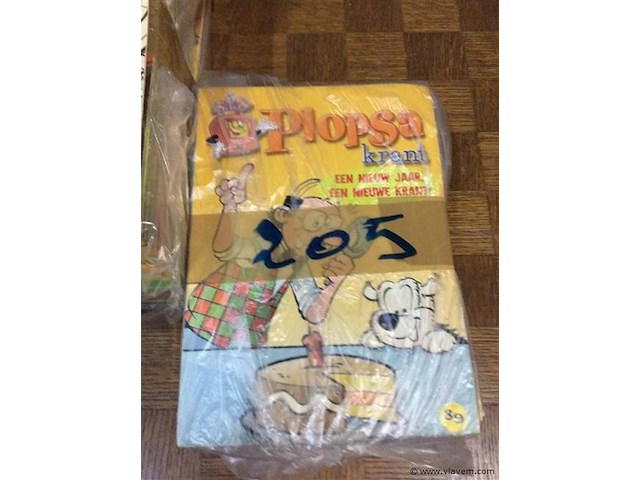 Plopsa
krant
EEN NIEUW JAAR,
EEN NIEUWE KRANT!
205
39
© www.vlavem.com